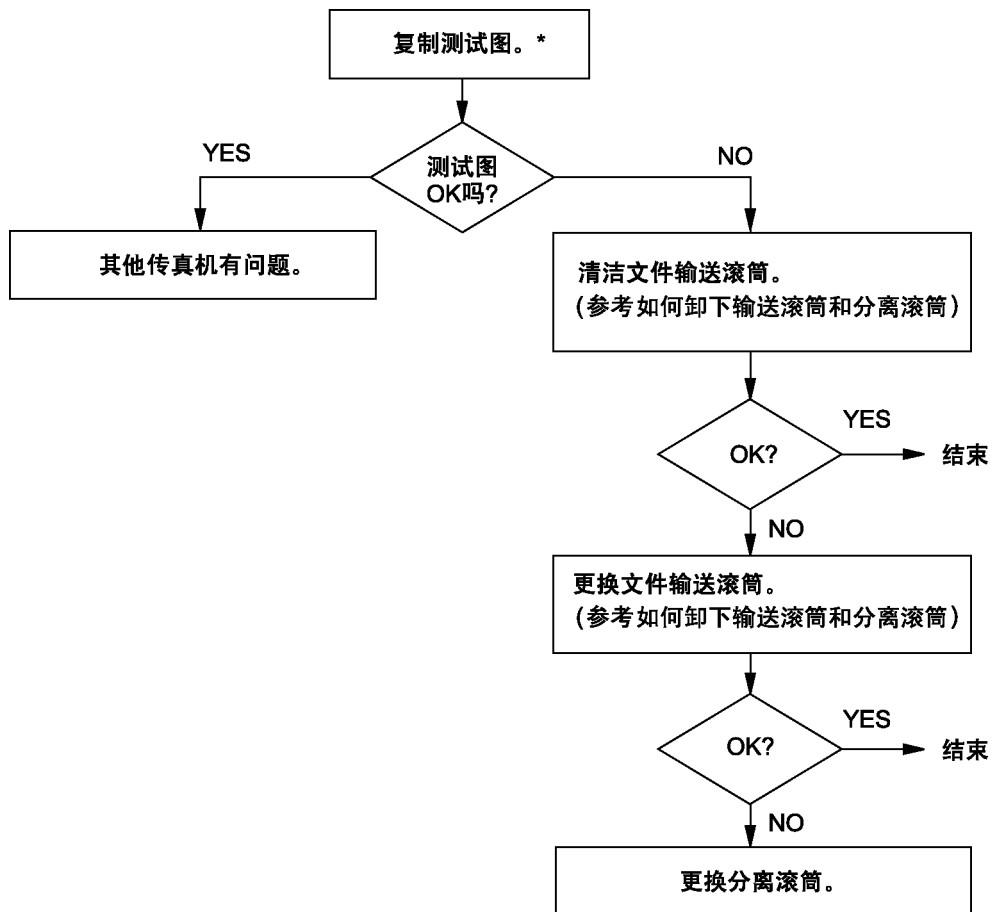 复制测试图。*
YES
NO
测试图
OK吗?
其他传真机有问题。
清洁文件输送滚筒。
(参考如何卸下输送滚筒和分离滚筒)
YES
OK?
结束
NO
更换文件输送滚筒。
(参考如何卸下输送滚筒和分离滚筒)
YES
OK?
结束
NO
更换分离滚筒。